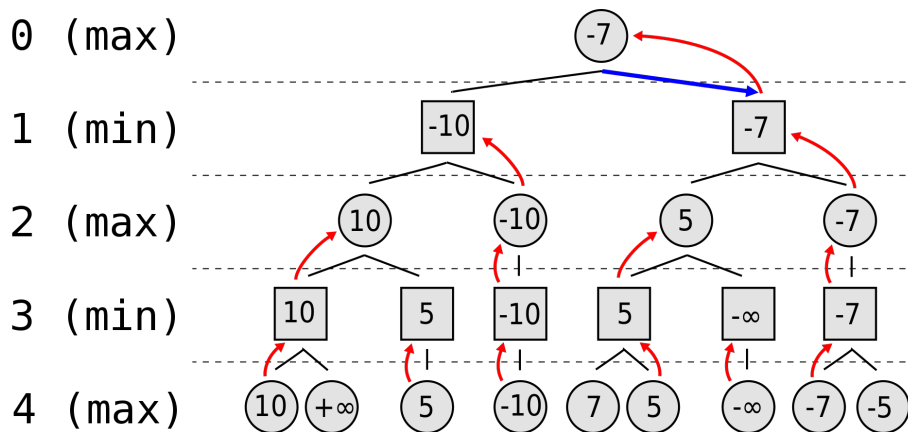 0 (max) -7
1 (min) -10 -7
2 (max) 10 -10 5 -7
3 (min) 10 5 -10 5 -∞ -7
4 (max) 10 +∞ 5 -10 7 5 -∞ -7 -5